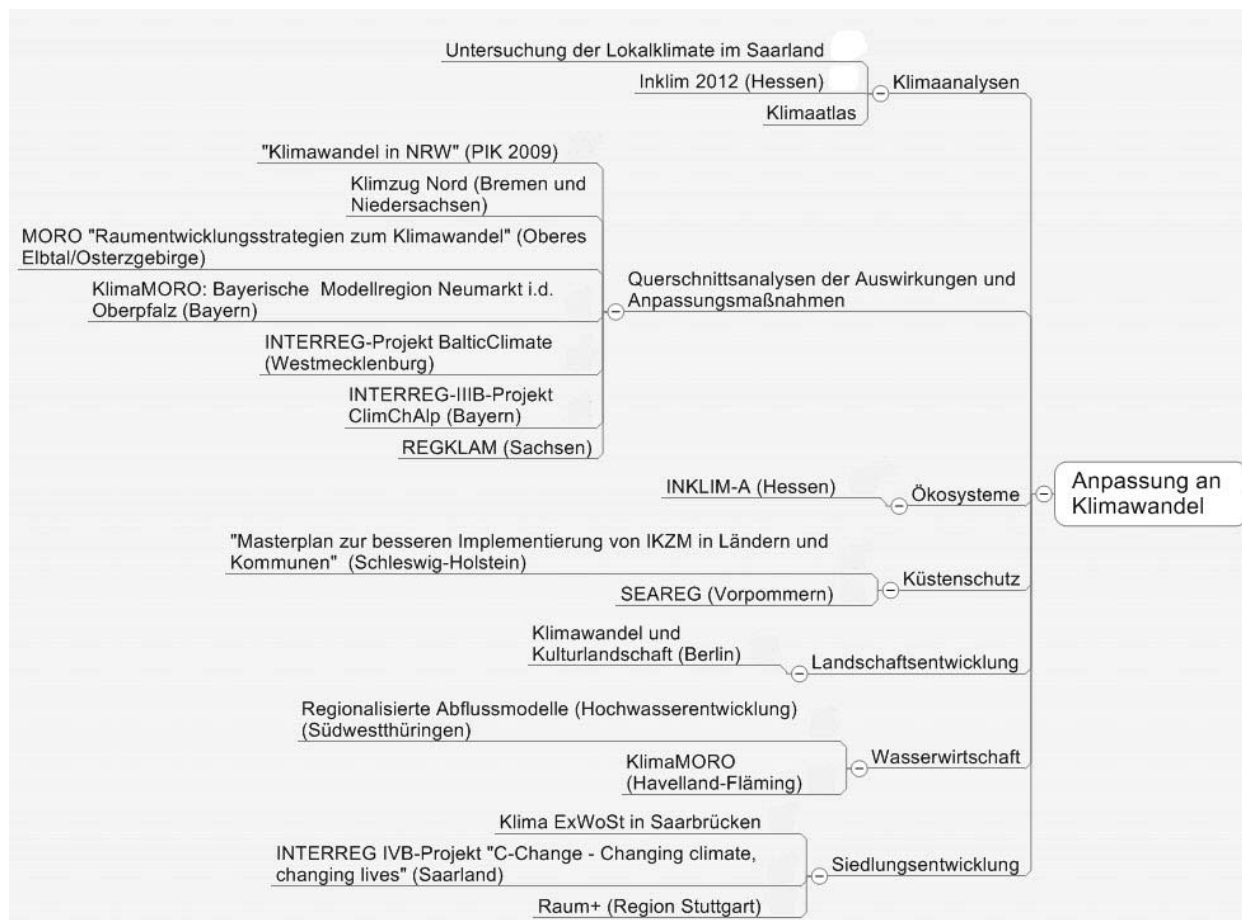 Untersuchung der Lokalklimate im Saarland
Inklim 2012 (Hessen)
Klimaatlas
Klimaanalysen
"Klimawandel in NRW" (PIK 2009)
Klimzug Nord (Bremen und
Niedersachsen)
MORO "Raumentwicklungsstrategien zum Klimawandel" (Oberes
Elbtal/Osterzgebirge)
KlimaMORO: Bayerische Modellregion Neumarkt i.d.
Oberpfalz (Bayern)
INTERREG-Projekt BalticClimate
(Westmecklenburg)
INTERREG-IIIB-Projekt
ClimChAlp (Bayern)
REGKLAM (Sachsen)
Querschnittsanalysen der Auswirkungen und
Anpassungsmaßnahmen
INKLIM-A (Hessen)
Ökosysteme
"Masterplan zur besseren Implementierung von IKZM in Ländern und
Kommunen" (Schleswig-Holstein)
SEAREG (Vorpommern)
Küstenschutz
Klimawandel und
Kulturlandschaft (Berlin)
Landschaftsentwicklung
Regionalisierte Abflussmodelle (Hochwasserentwicklung)
(Südwestthüringen)
KlimaMORO
(Havelland-Fläming)
Wasserwirtschaft
Klima ExWoSt in Saarbrücken
INTERREG IVB-Projekt "C-Change - Changing climate,
changing lives" (Saarland)
Raum+ (Region Stuttgart)
Siedlungsentwicklung
Anpassung an
Klimawandel